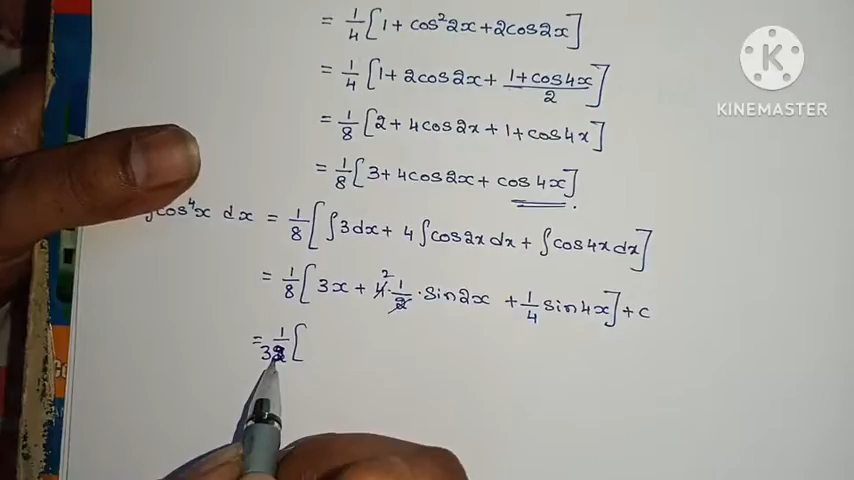 = 1/4 [1 + cos²2x + 2cos2x]
= 1/4 [1 + 2cos2x + (1 + cos4x)/2]
= 1/8 [2 + 4cos2x + 1 + cos4x]
= 1/8 [3 + 4cos2x + cos4x].
∫cos⁴x dx = 1/8 [∫3dx + 4∫cos2x dx + ∫cos4x dx]
= 1/8 [3x + 4² · 1/2 · sin2x + 1/4 sin4x] + c
= 1/32 [
K
KINEMASTER